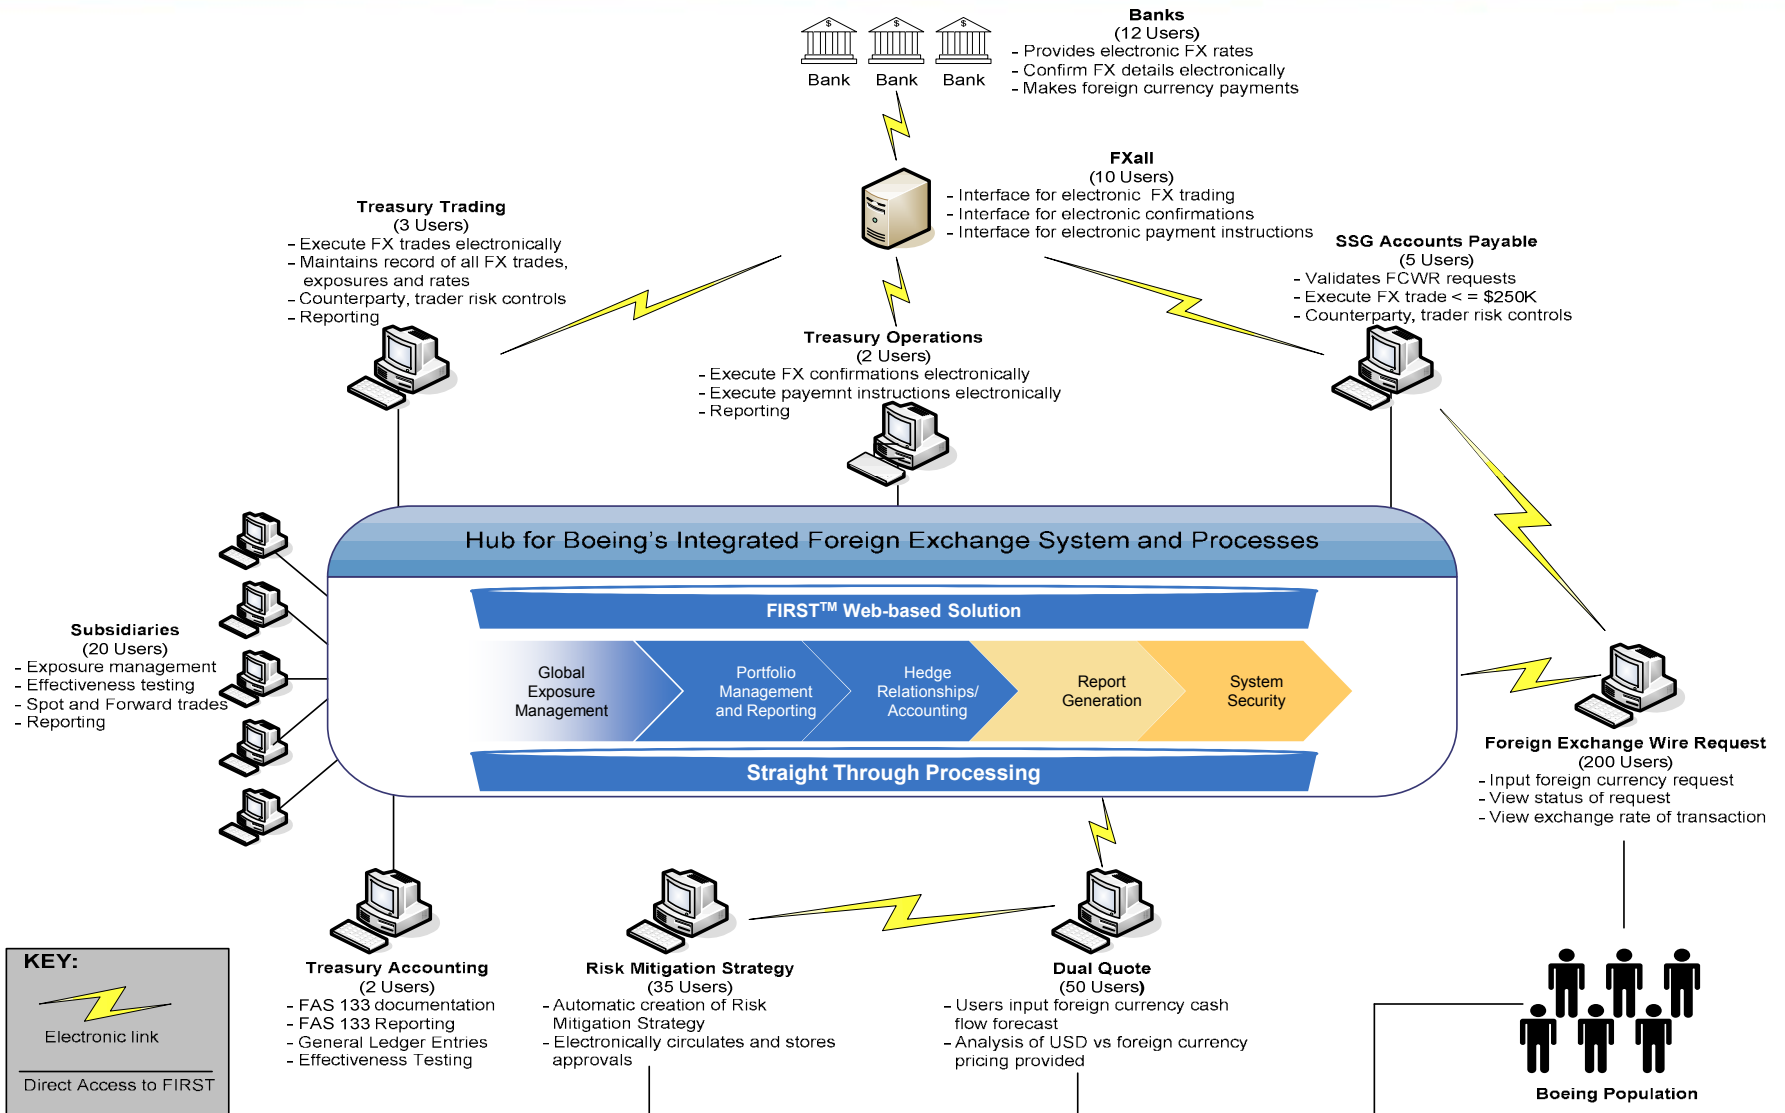 Banks
(12 Users)
- Provides electronic FX rates
- Confirm FX details electronically
- Makes foreign currency payments
$
$
$
Bank
Bank
Bank
FXall
(10 Users)
- Interface for electronic FX trading
- Interface for electronic confirmations
- Interface for electronic payment instructions
Treasury Trading
(3 Users)
- Execute FX trades electronically
- Maintains record of all FX trades,
exposures and rates
- Counterparty, trader risk controls
- Reporting
SSG Accounts Payable
(5 Users)
- Validates FCWR requests
- Execute FX trade < = $250K
- Counterparty, trader risk controls
Treasury Operations
(2 Users)
- Execute FX confirmations electronically
- Execute payemnt instructions electronically
- Reporting
Hub for Boeing's Integrated Foreign Exchange System and Processes
FIRST™ Web-based Solution
Global
Exposure
Management
Portfolio
Management
and Reporting
Hedge
Relationships/
Accounting
Report
Generation
System
Security
Straight Through Processing
Subsidiaries
(20 Users)
- Exposure management
- Effectiveness testing
- Spot and Forward trades
- Reporting
Foreign Exchange Wire Request
(200 Users)
- Input foreign currency request
- View status of request
- View exchange rate of transaction
KEY:
Electronic link
Direct Access to FIRST
Treasury Accounting
(2 Users)
- FAS 133 documentation
- FAS 133 Reporting
- General Ledger Entries
- Effectiveness Testing
Risk Mitigation Strategy
(35 Users)
- Automatic creation of Risk
Mitigation Strategy
- Electronically circulates and stores
approvals
Dual Quote
(50 Users)
- Users input foreign currency cash
flow forecast
- Analysis of USD vs foreign currency
pricing provided
Boeing Population